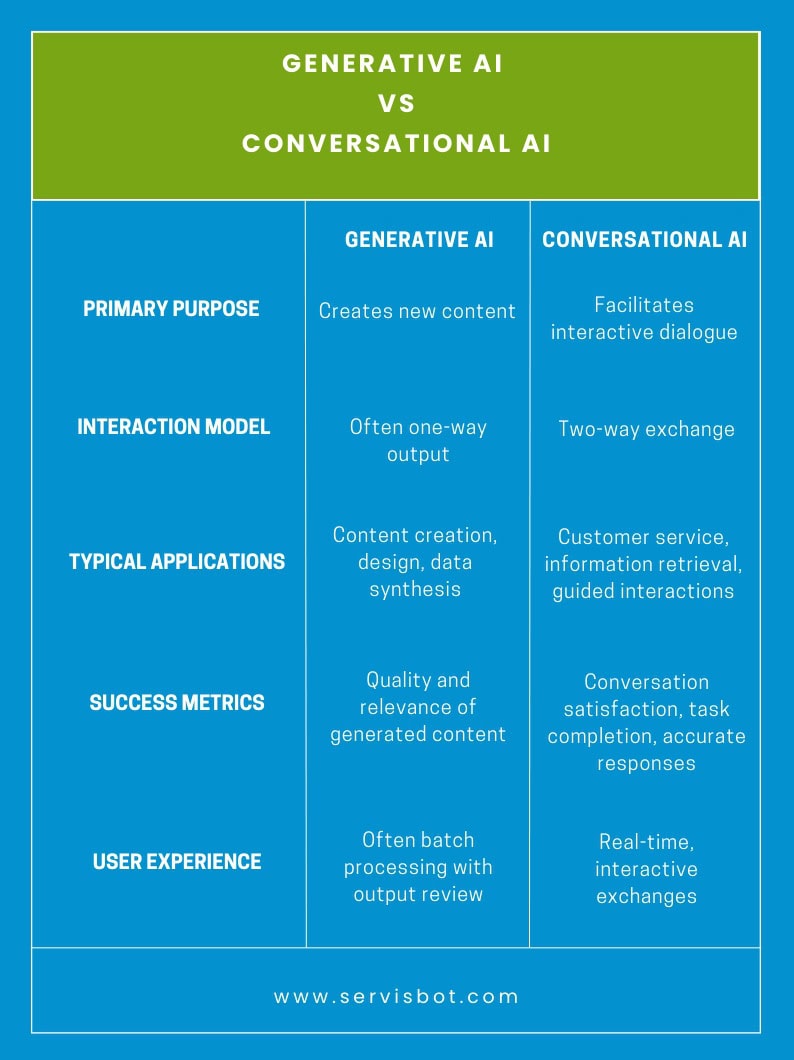 GENERATIVE AI
VS
CONVERSATIONAL AI
GENERATIVE AI
CONVERSATIONAL AI
PRIMARY PURPOSE
Creates new content
Facilitates
interactive dialogue
INTERACTION MODEL
Often one-way
output
Two-way exchange
TYPICAL APPLICATIONS
Content creation,
design, data
synthesis
Customer service,
information retrieval,
guided interactions
SUCCESS METRICS
Quality and
relevance of
generated content
Conversation
satisfaction, task
completion, accurate
responses
USER EXPERIENCE
Often batch
processing with
output review
Real-time,
interactive
exchanges
www.servisbot.com